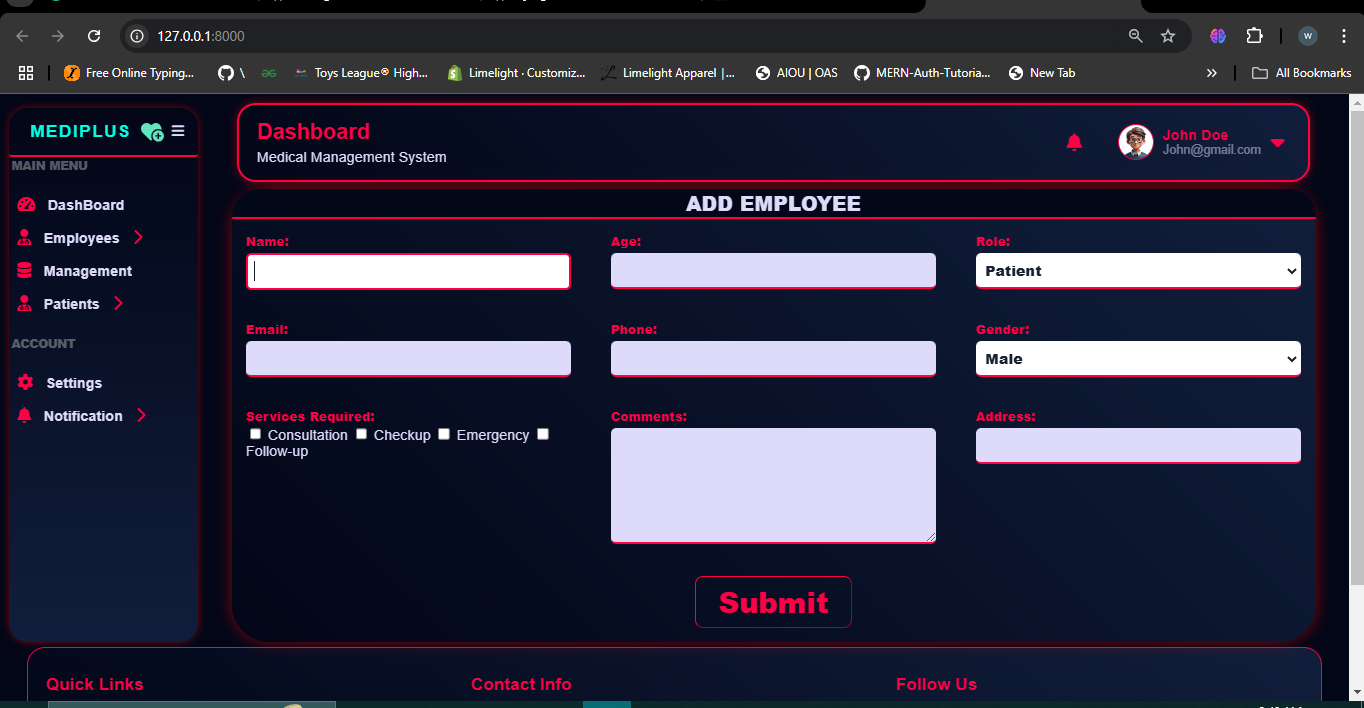 127.0.0.1:8000
W
Free Online Typing...
\
Toys League® High...
Limelight · Customiz...
Limelight Apparel |...
AIOU | OAS
MERN-Auth-Tutoria...
New Tab
»
All Bookmarks
MEDIPLUS
MAIN MENU
DashBoard
Employees
Management
Patients
ACCOUNT
Settings
Notification
Dashboard
Medical Management System
John Doe
John@gmail.com
ADD EMPLOYEE
Name:
Age:
Role:
Patient
Email:
Phone:
Gender:
Male
Services Required:
Consultation Checkup Emergency
Follow-up
Comments:
Address:
Submit
Quick Links
Contact Info
Follow Us